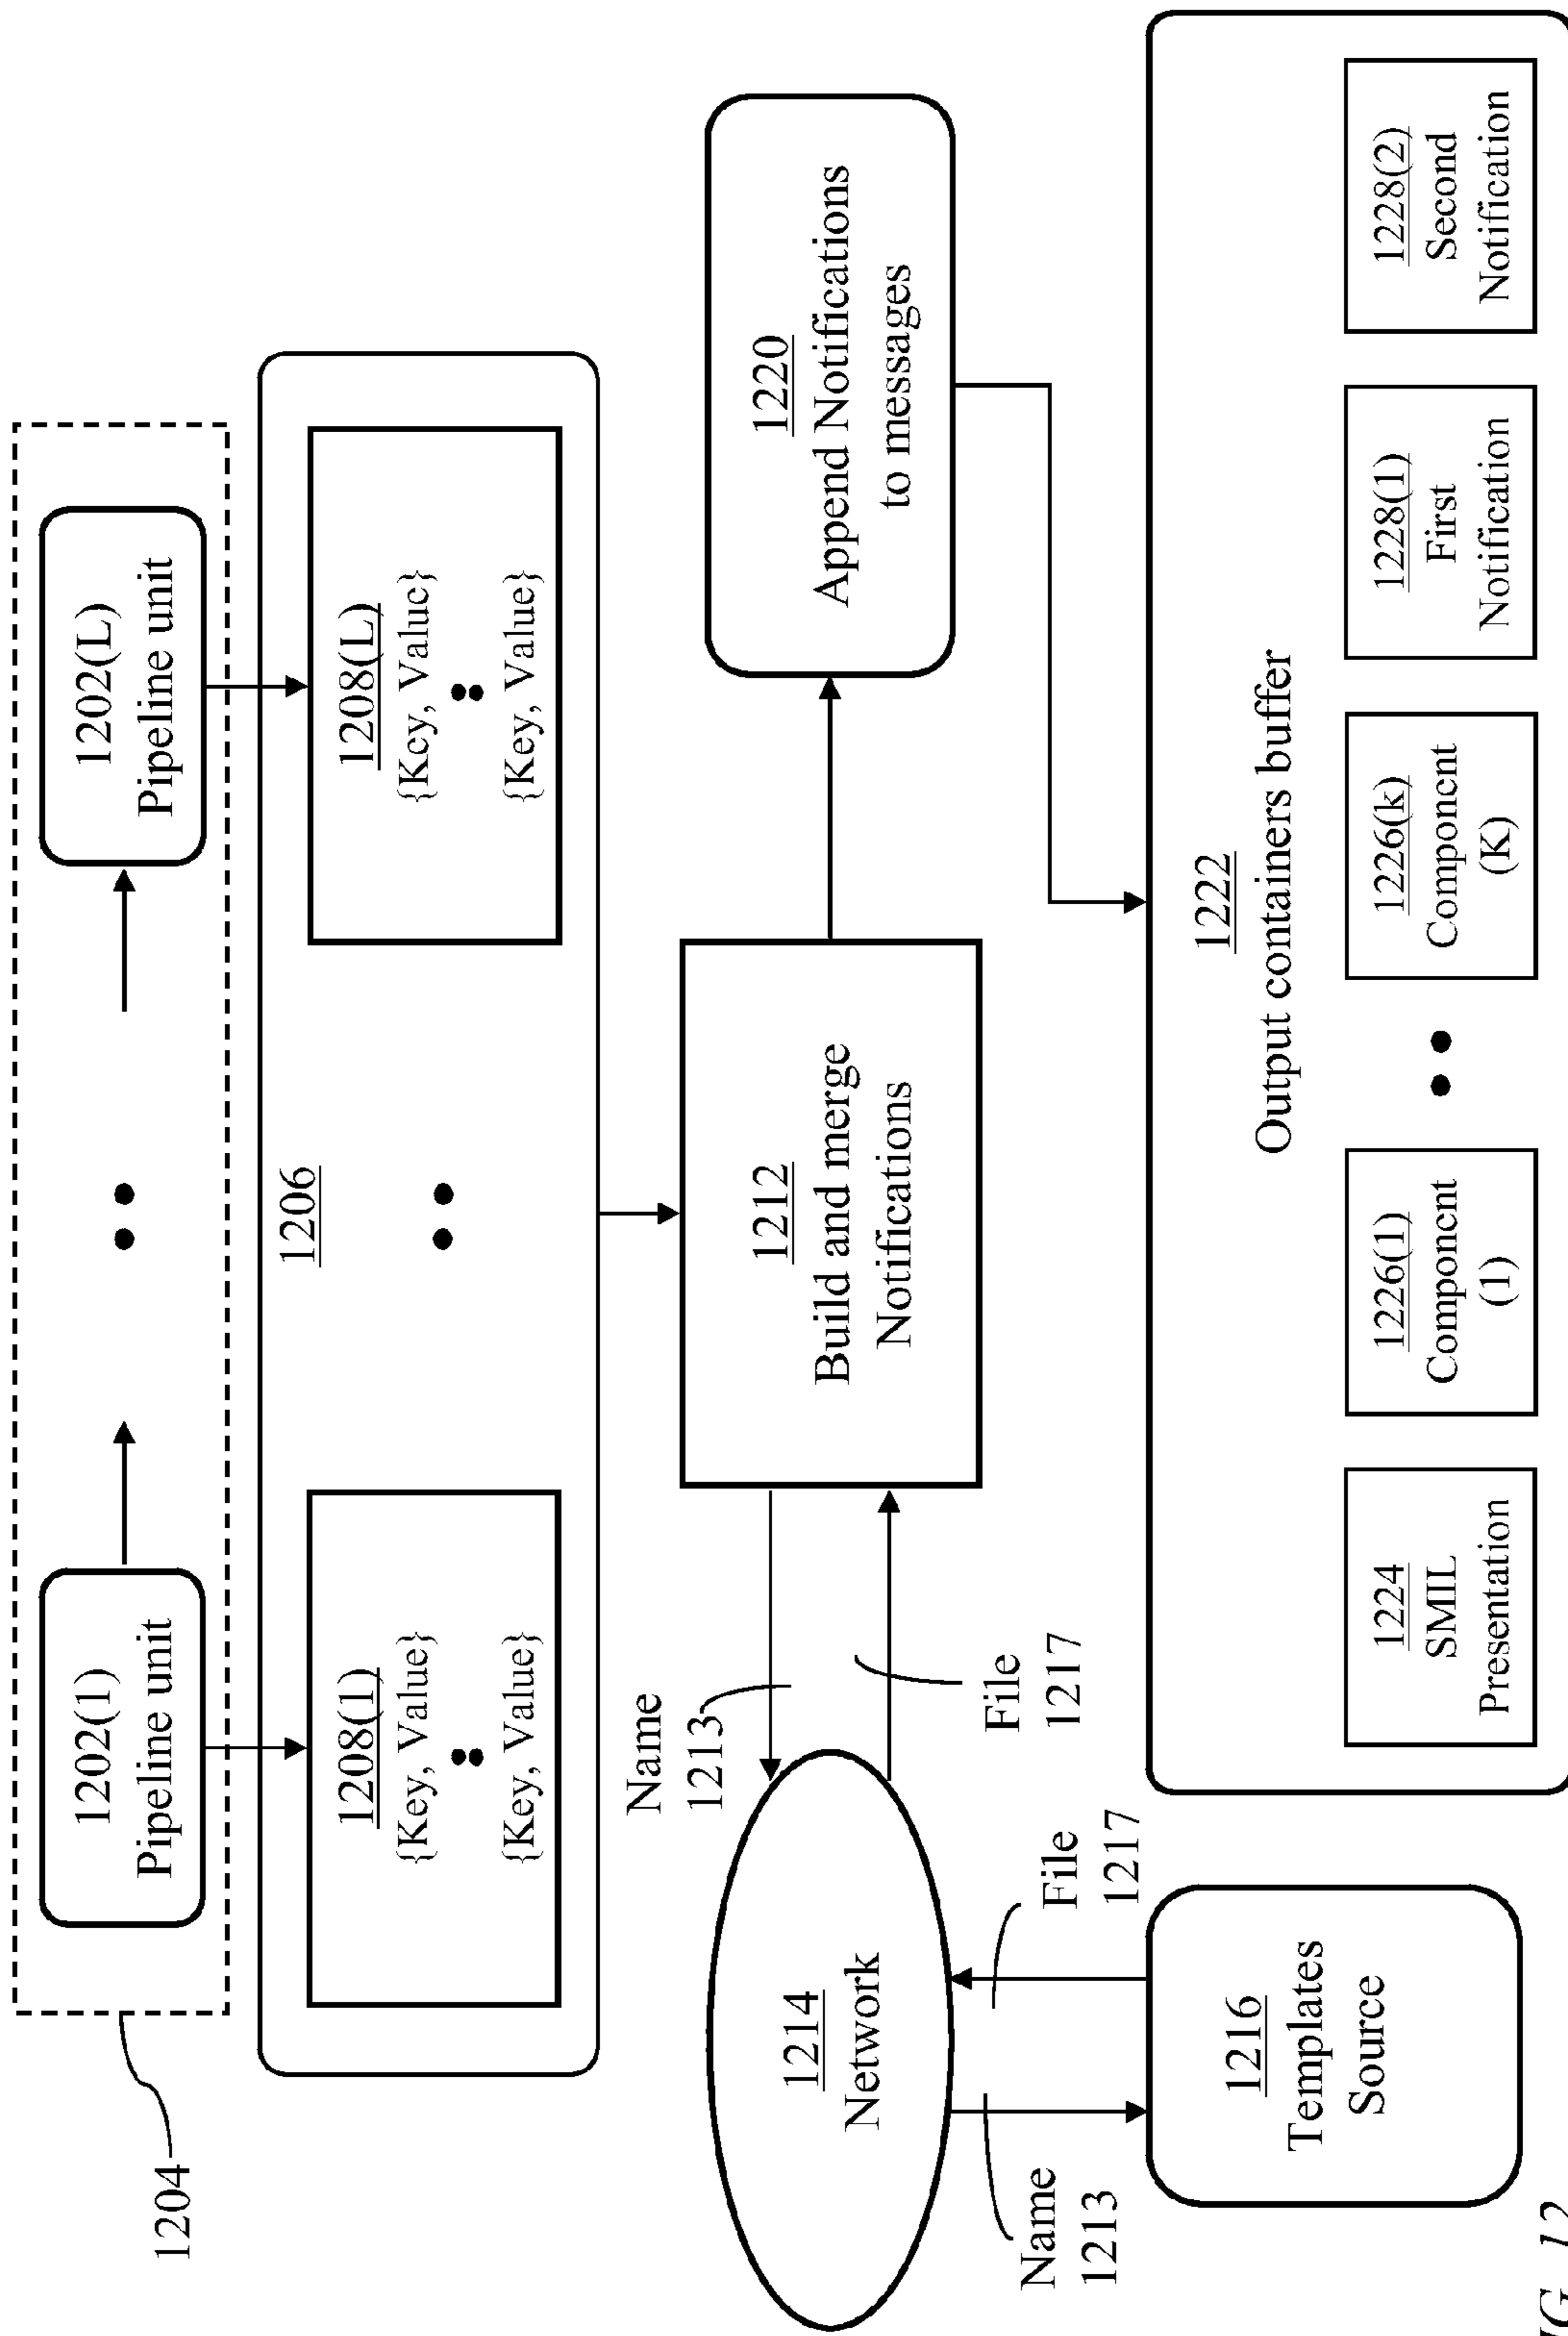 1202(1)
Pipeline unit
1202(L)
Pipeline unit
1204
1206
1208(1)
{Key, Value}
{Key, Value}
1208(L)
{Key, Value}
{Key, Value}
Name
1213
1212
Build and merge
Notifications
1220
Append Notifications
to messages
1214
Network
File
1217
Name
1213
File
1217
1216
Templates
Source
1222
Output containers buffer
1224
SMIL
Presentation
1226(1)
Component
(1)
1226(k)
Component
(K)
1228(1)
First
Notification
1228(2)
Second
Notification
FIG. 12